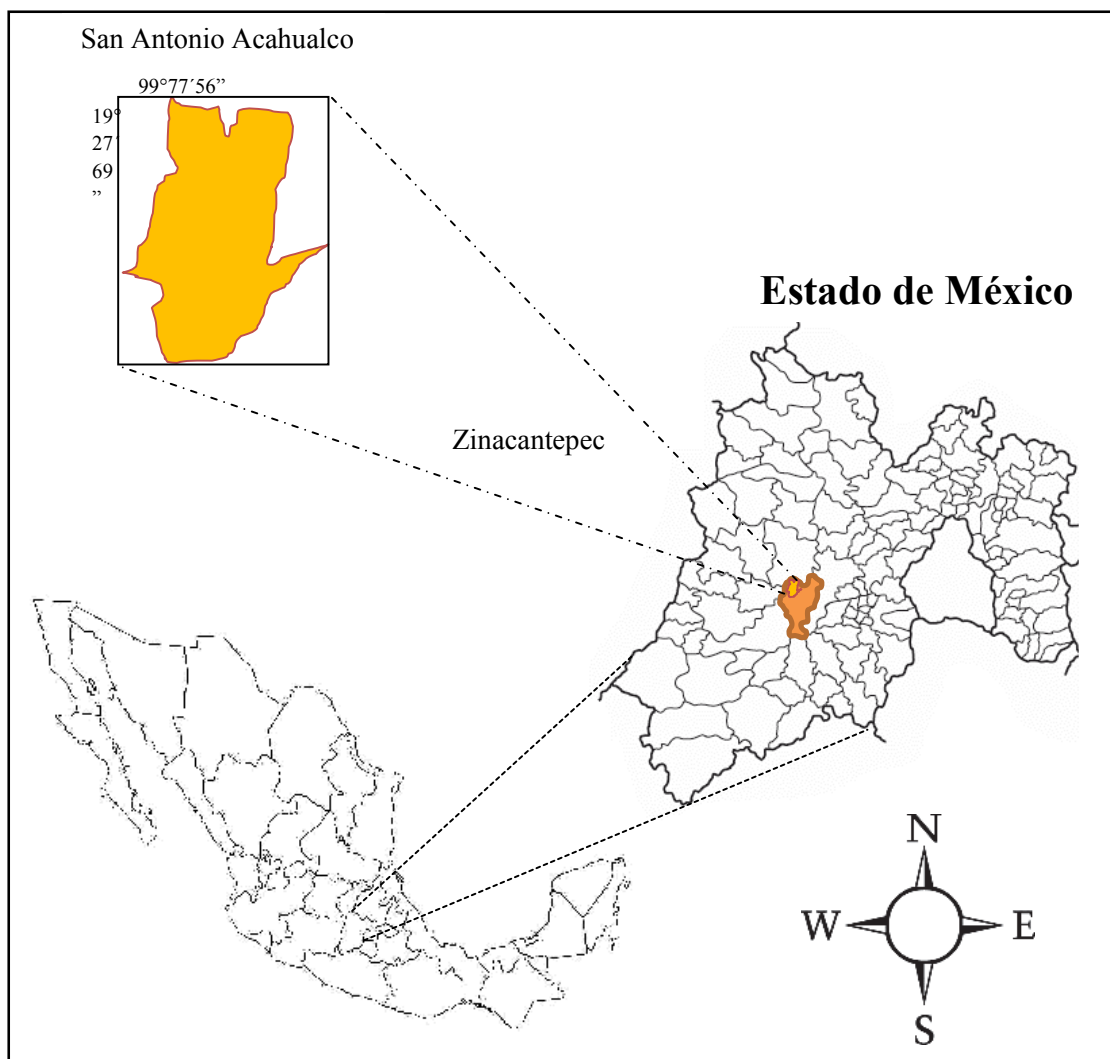 San Antonio Acahualco
99°77´56”
19°
27´
69
”
Estado de México
Zinacantepec
N
W
E
S